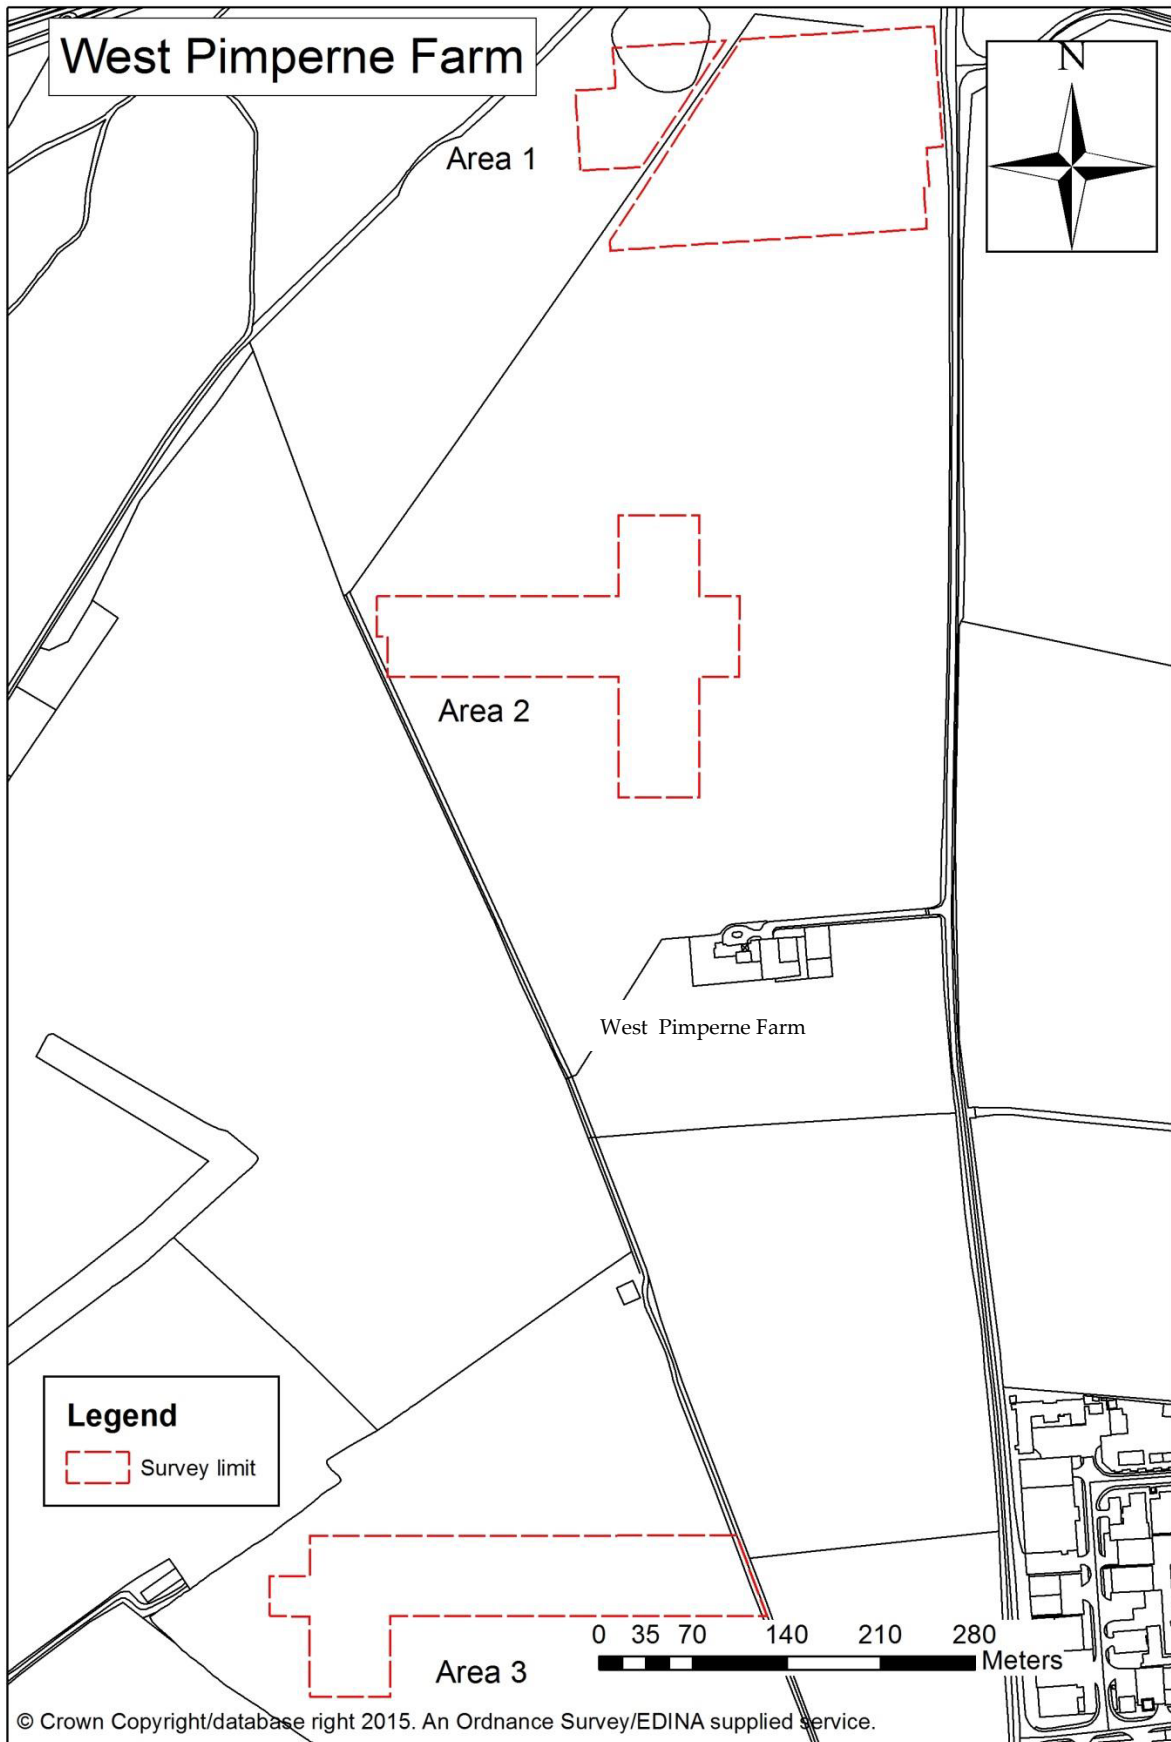 West Pimperne Farm
N
Area 1
Area 2
West Pimperne Farm
Legend
Survey limit
0 35 70 140 210 280
Meters
Area 3
© Crown Copyright/database right 2015. An Ordnance Survey/EDINA supplied service.